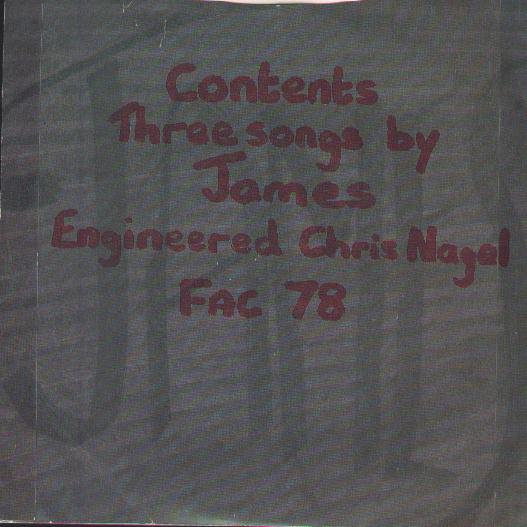 Contents
Three songs by
James
Engineered Chris Nagel
FAC 78